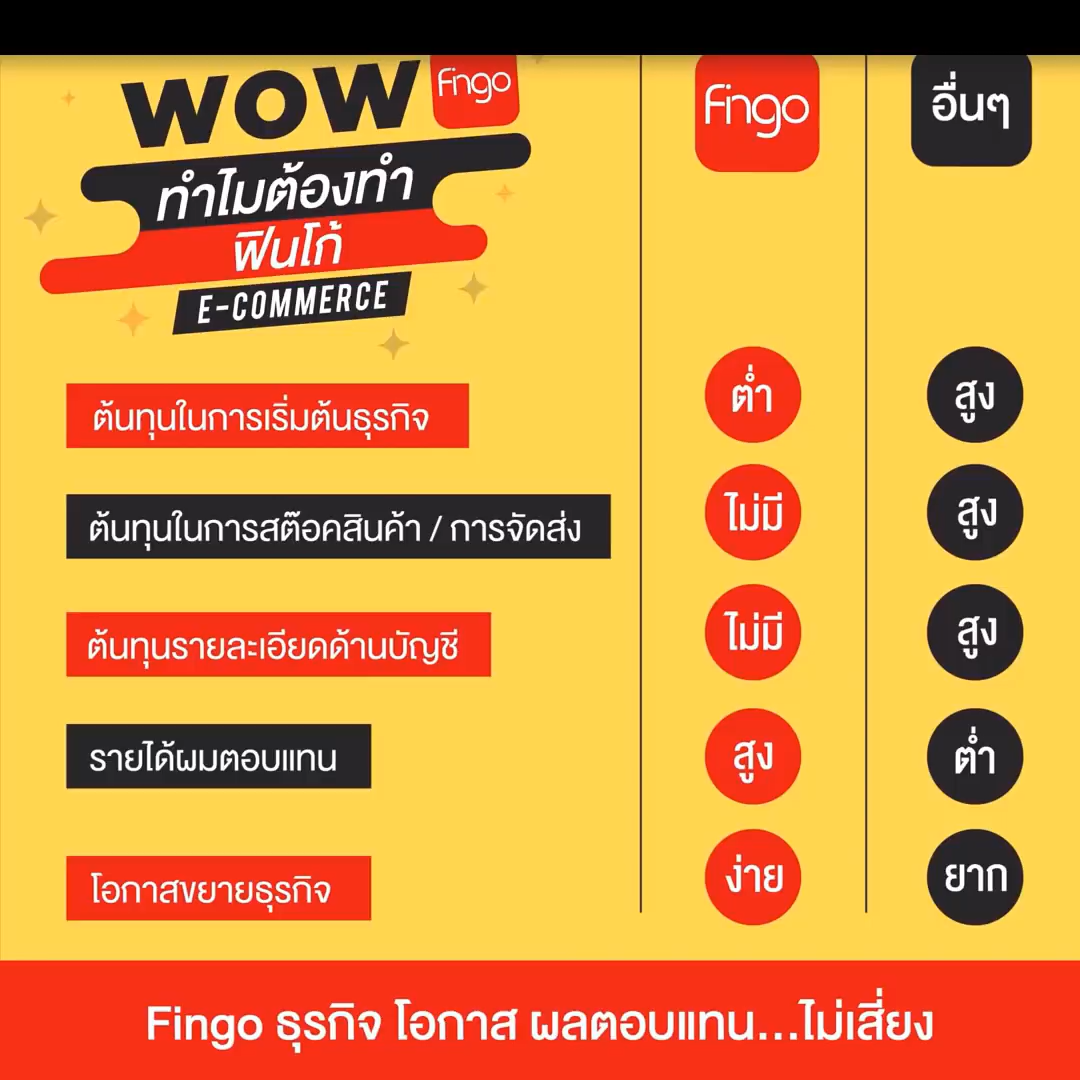 WOW Fingo
ทำไมต้องทำ
ฟินโก้
E-COMMERCE
Fingo อื่นๆ
ต้นทุนในการเริ่มต้นธุรกิจ ต่ำ สูง
ต้นทุนในการสต๊อคสินค้า / การจัดส่ง ไม่มี สูง
ต้นทุนรายละเอียดด้านบัญชี ไม่มี สูง
รายได้ผมตอบแทน สูง ต่ำ
โอกาสขยายธุรกิจ ง่าย ยาก
Fingo ธุรกิจ โอกาส ผลตอบแทน...ไม่เสี่ยง